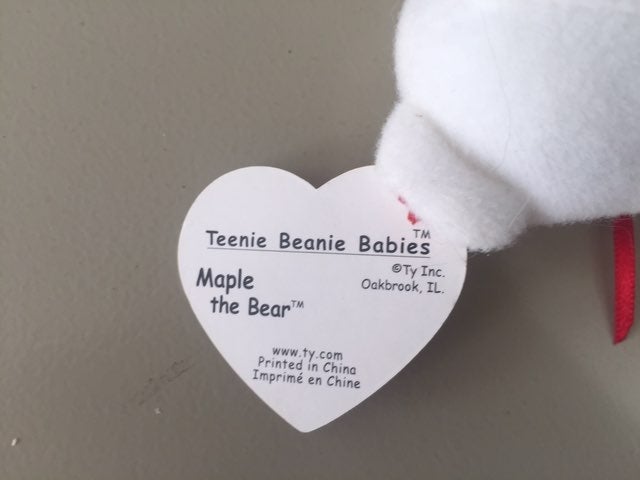 Teenie Beanie Babies™
©Ty Inc.
Oakbrook, IL.
Maple
the Bear™
www.ty.com
Printed in China
Imprimé en Chine